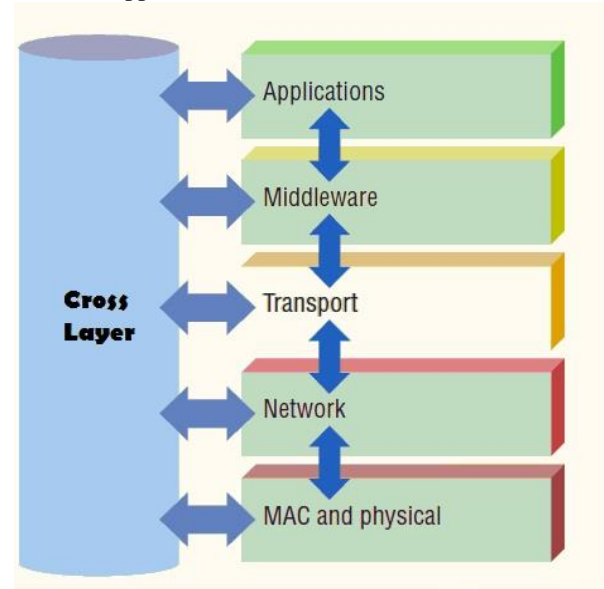 Applications
Middleware
Cross
Layer
Transport
Network
MAC and physical